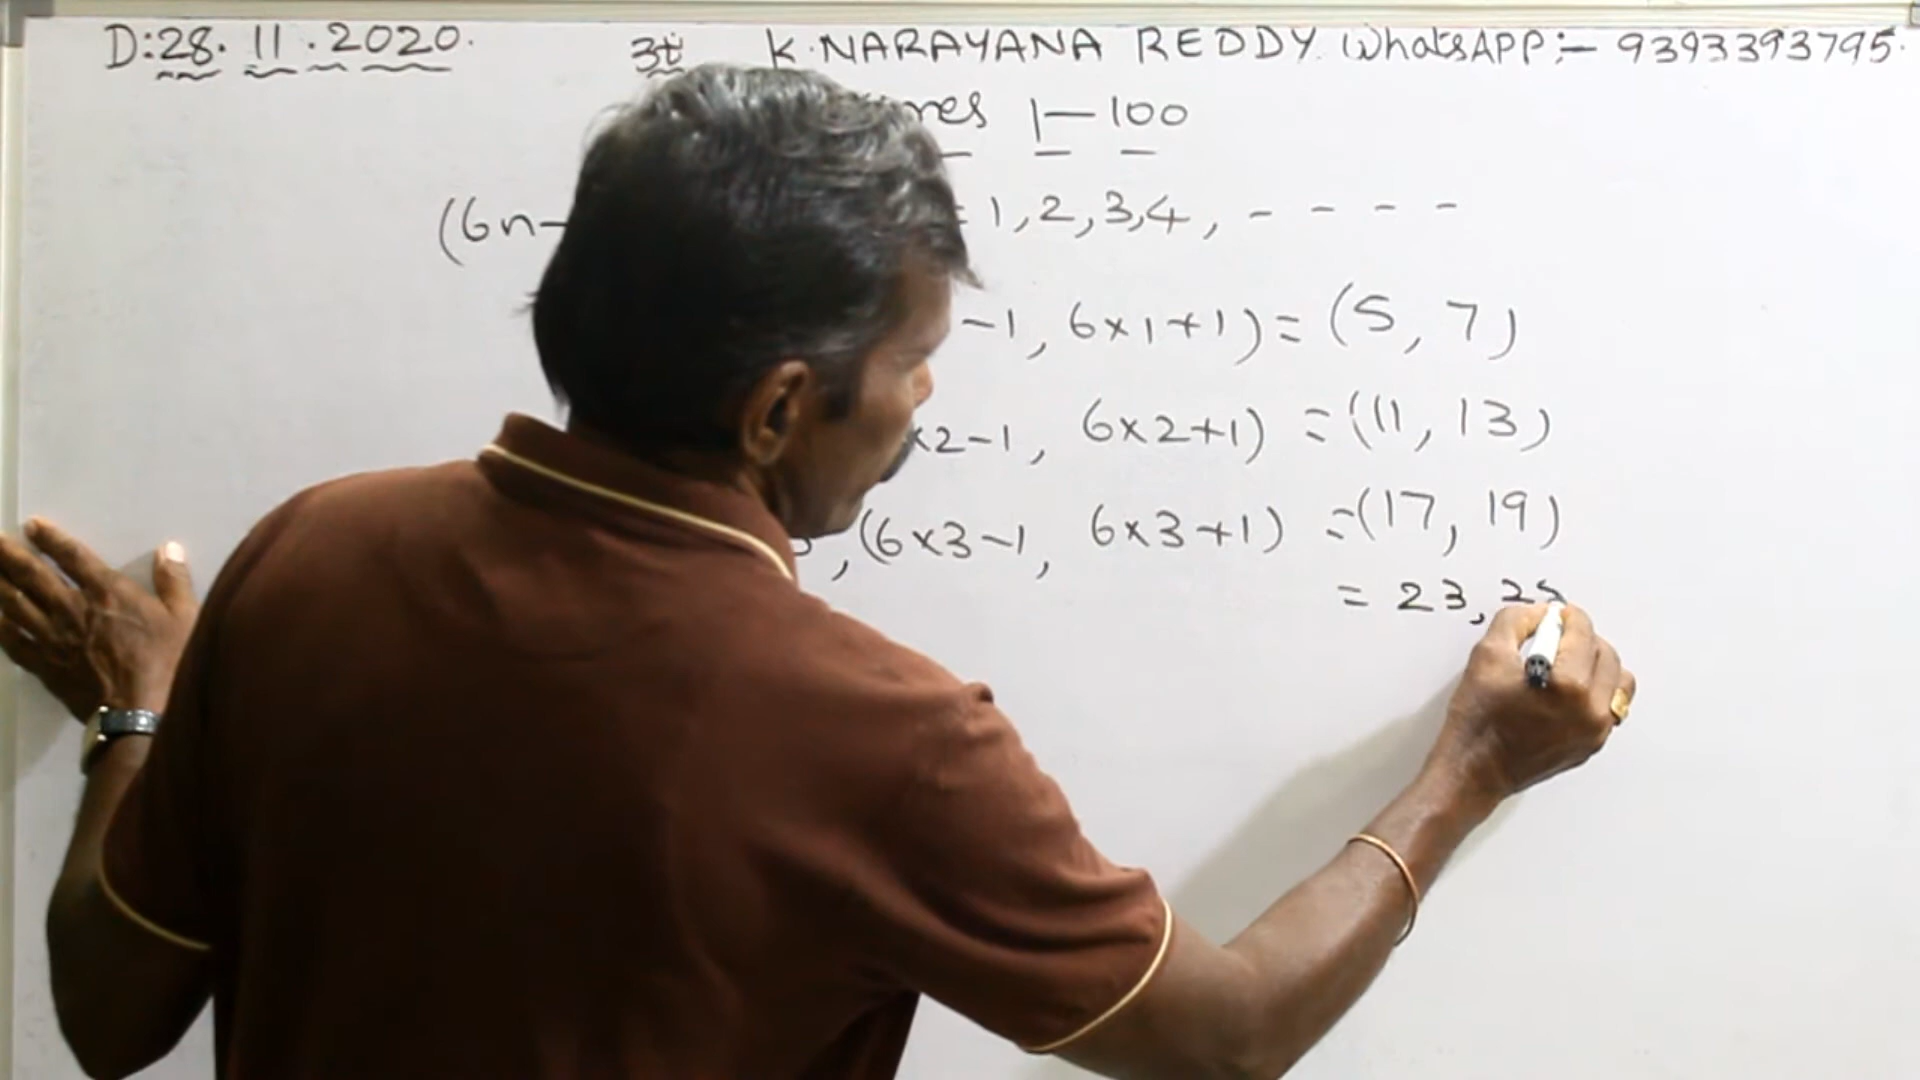 D:28.11.2020. 3t K.NARAYANA REDDY. WhatsAPP:- 9393393795.
1-100
(6n- 1,2,3,4, - - - -
-1, 6x1+1)=(5, 7)
x2-1, 6x2+1) =(11, 13)
,(6x3-1, 6x3+1) =(17, 19)
= 23, 25